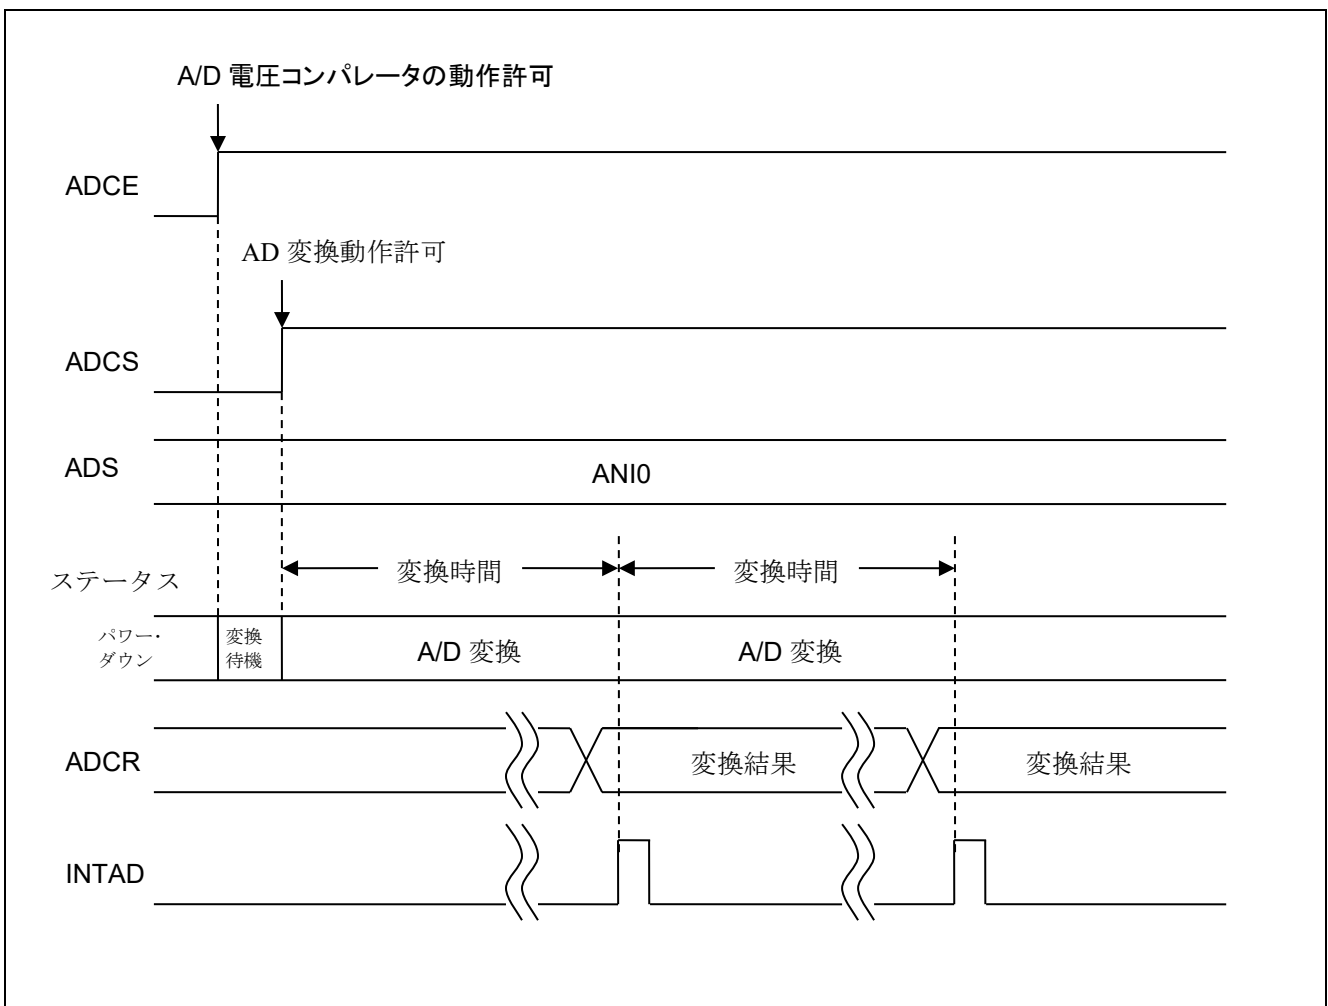 A/D 電圧コンパレータの動作許可
ADCE
AD 変換動作許可
ADCS
ADS
ANI0
ステータス
変換時間
変換時間
パワー・
ダウン
変換
待機
A/D 変換
A/D 変換
ADCR
変換結果
変換結果
INTAD